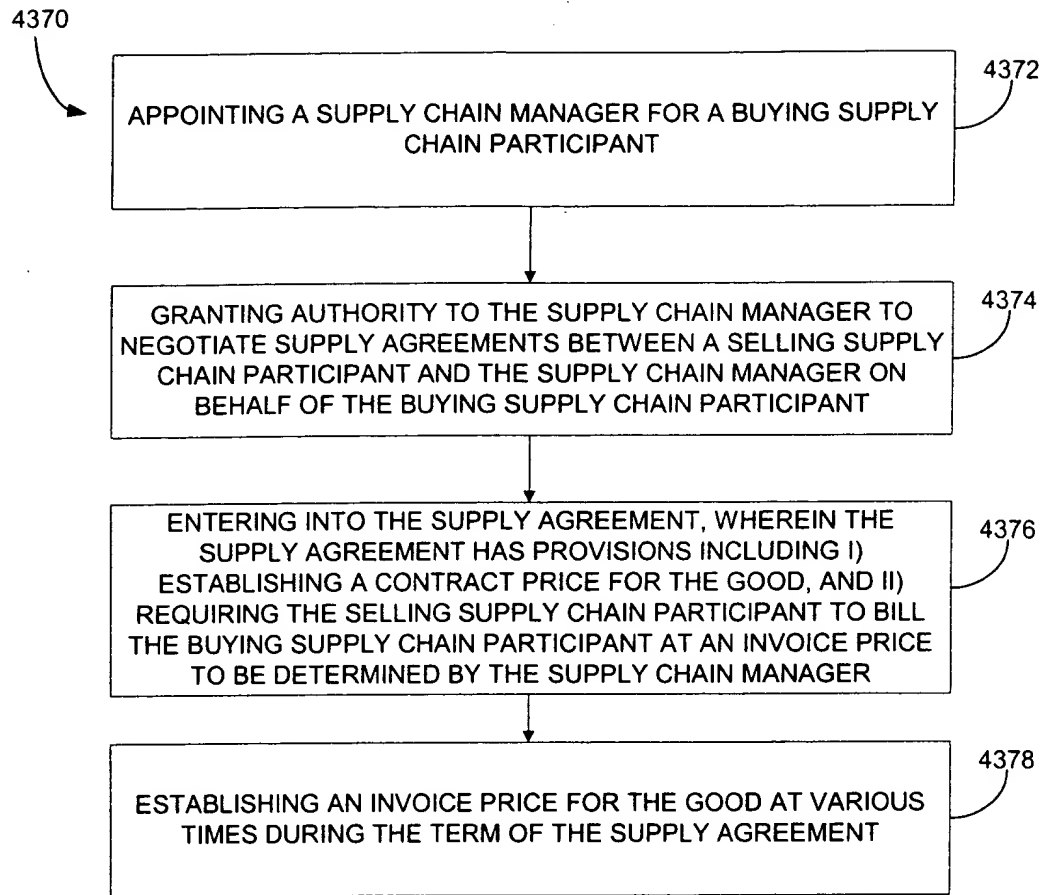 4370
4372
APPOINTING A SUPPLY CHAIN MANAGER FOR A BUYING SUPPLY
CHAIN PARTICIPANT
4374
GRANTING AUTHORITY TO THE SUPPLY CHAIN MANAGER TO
NEGOTIATE SUPPLY AGREEMENTS BETWEEN A SELLING SUPPLY
CHAIN PARTICIPANT AND THE SUPPLY CHAIN MANAGER ON
BEHALF OF THE BUYING SUPPLY CHAIN PARTICIPANT
4376
ENTERING INTO THE SUPPLY AGREEMENT, WHEREIN THE
SUPPLY AGREEMENT HAS PROVISIONS INCLUDING I)
ESTABLISHING A CONTRACT PRICE FOR THE GOOD, AND II)
REQUIRING THE SELLING SUPPLY CHAIN PARTICIPANT TO BILL
THE BUYING SUPPLY CHAIN PARTICIPANT AT AN INVOICE PRICE
TO BE DETERMINED BY THE SUPPLY CHAIN MANAGER
4378
ESTABLISHING AN INVOICE PRICE FOR THE GOOD AT VARIOUS
TIMES DURING THE TERM OF THE SUPPLY AGREEMENT